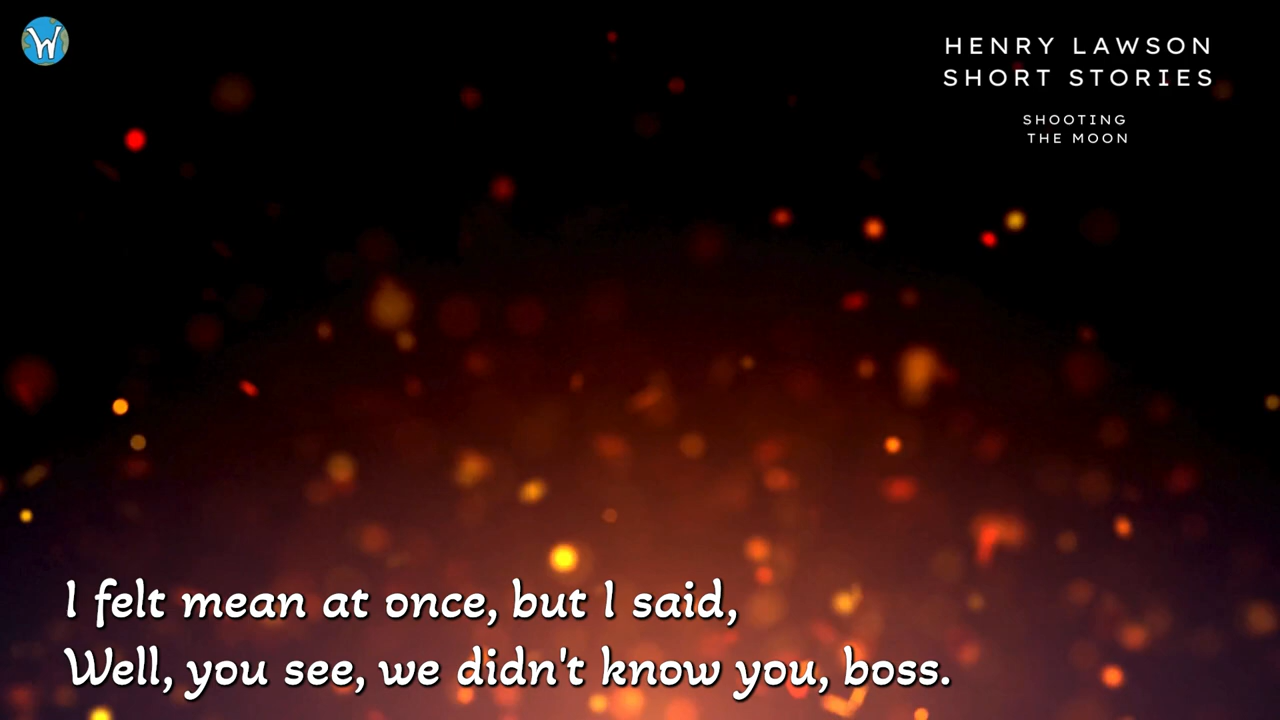 W
HENRY LAWSON
SHORT STORIES
SHOOTING
THE MOON
I felt mean at once, but I said,
Well, you see, we didn't know you, boss.